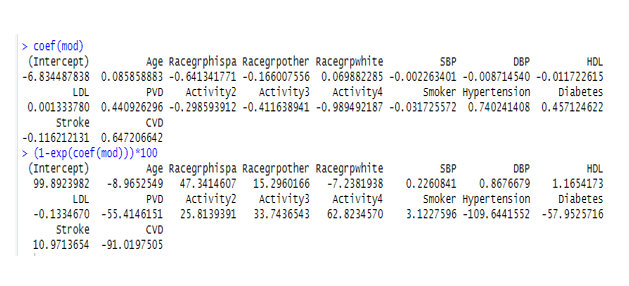 > coef(mod)
(Intercept) Age Racegrphispa Racegrpother Racegrpwhite SBP DBP HDL
-6.834487838 0.085858883 -0.641341771 -0.166007556 0.069882285 -0.002263401 -0.008714540 -0.011722615
LDL PVD Activity2 Activity3 Activity4 Smoker Hypertension Diabetes
0.001333780 0.440926296 -0.298593912 -0.411638941 -0.989492187 -0.031725572 0.740241408 0.457124622
Stroke CVD
-0.116212131 0.647206642
> (1-exp(coef(mod)))*100
(Intercept) Age Racegrphispa Racegrpother Racegrpwhite SBP DBP HDL
99.8923982 -8.9652549 47.3414607 15.2960166 -7.2381938 0.2260841 0.8676679 1.1654173
LDL PVD Activity2 Activity3 Activity4 Smoker Hypertension Diabetes
-0.1334670 -55.4146151 25.8139391 33.7436543 62.8234570 3.1227596 -109.6441552 -57.9525716
Stroke CVD
10.9713654 -91.0197505